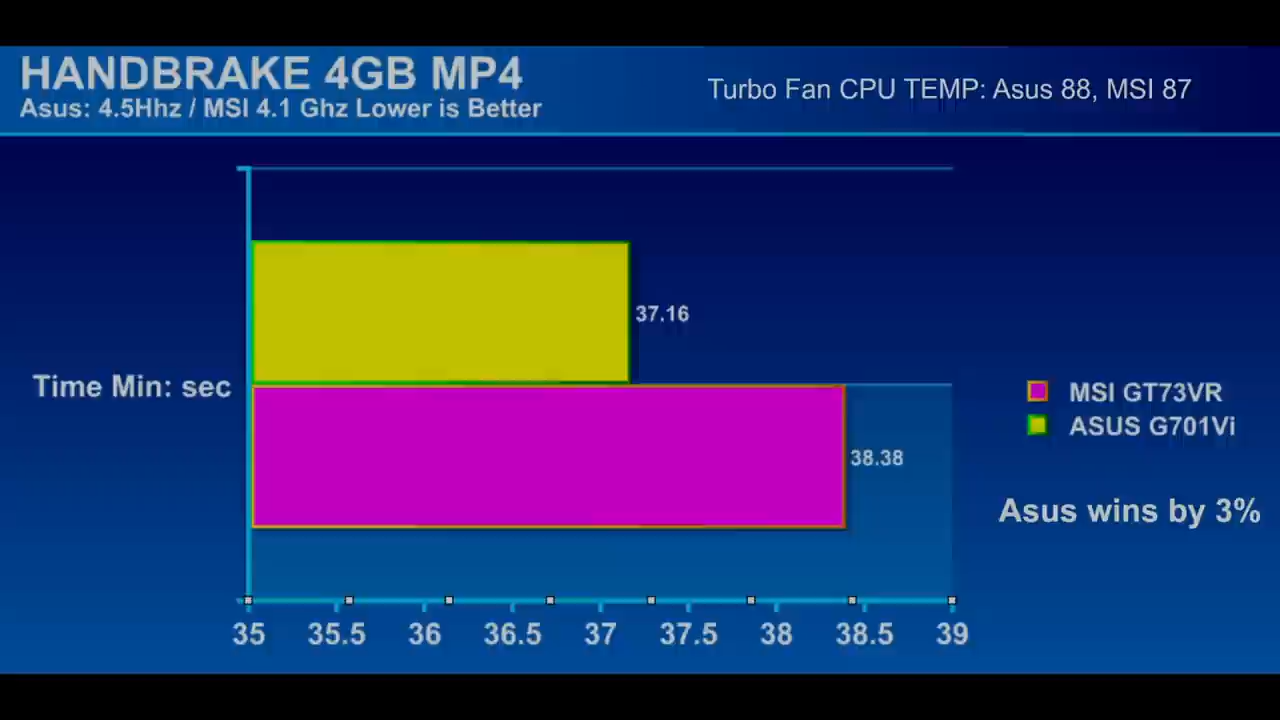 HANDBRAKE 4GB MP4
Asus: 4.5Hhz / MSI 4.1 Ghz Lower is Better
Turbo Fan CPU TEMP: Asus 88, MSI 87
37.16
Time Min: sec
38.38
MSI GT73VR
ASUS G701Vi
Asus wins by 3%
35 35.5 36 36.5 37 37.5 38 38.5 39